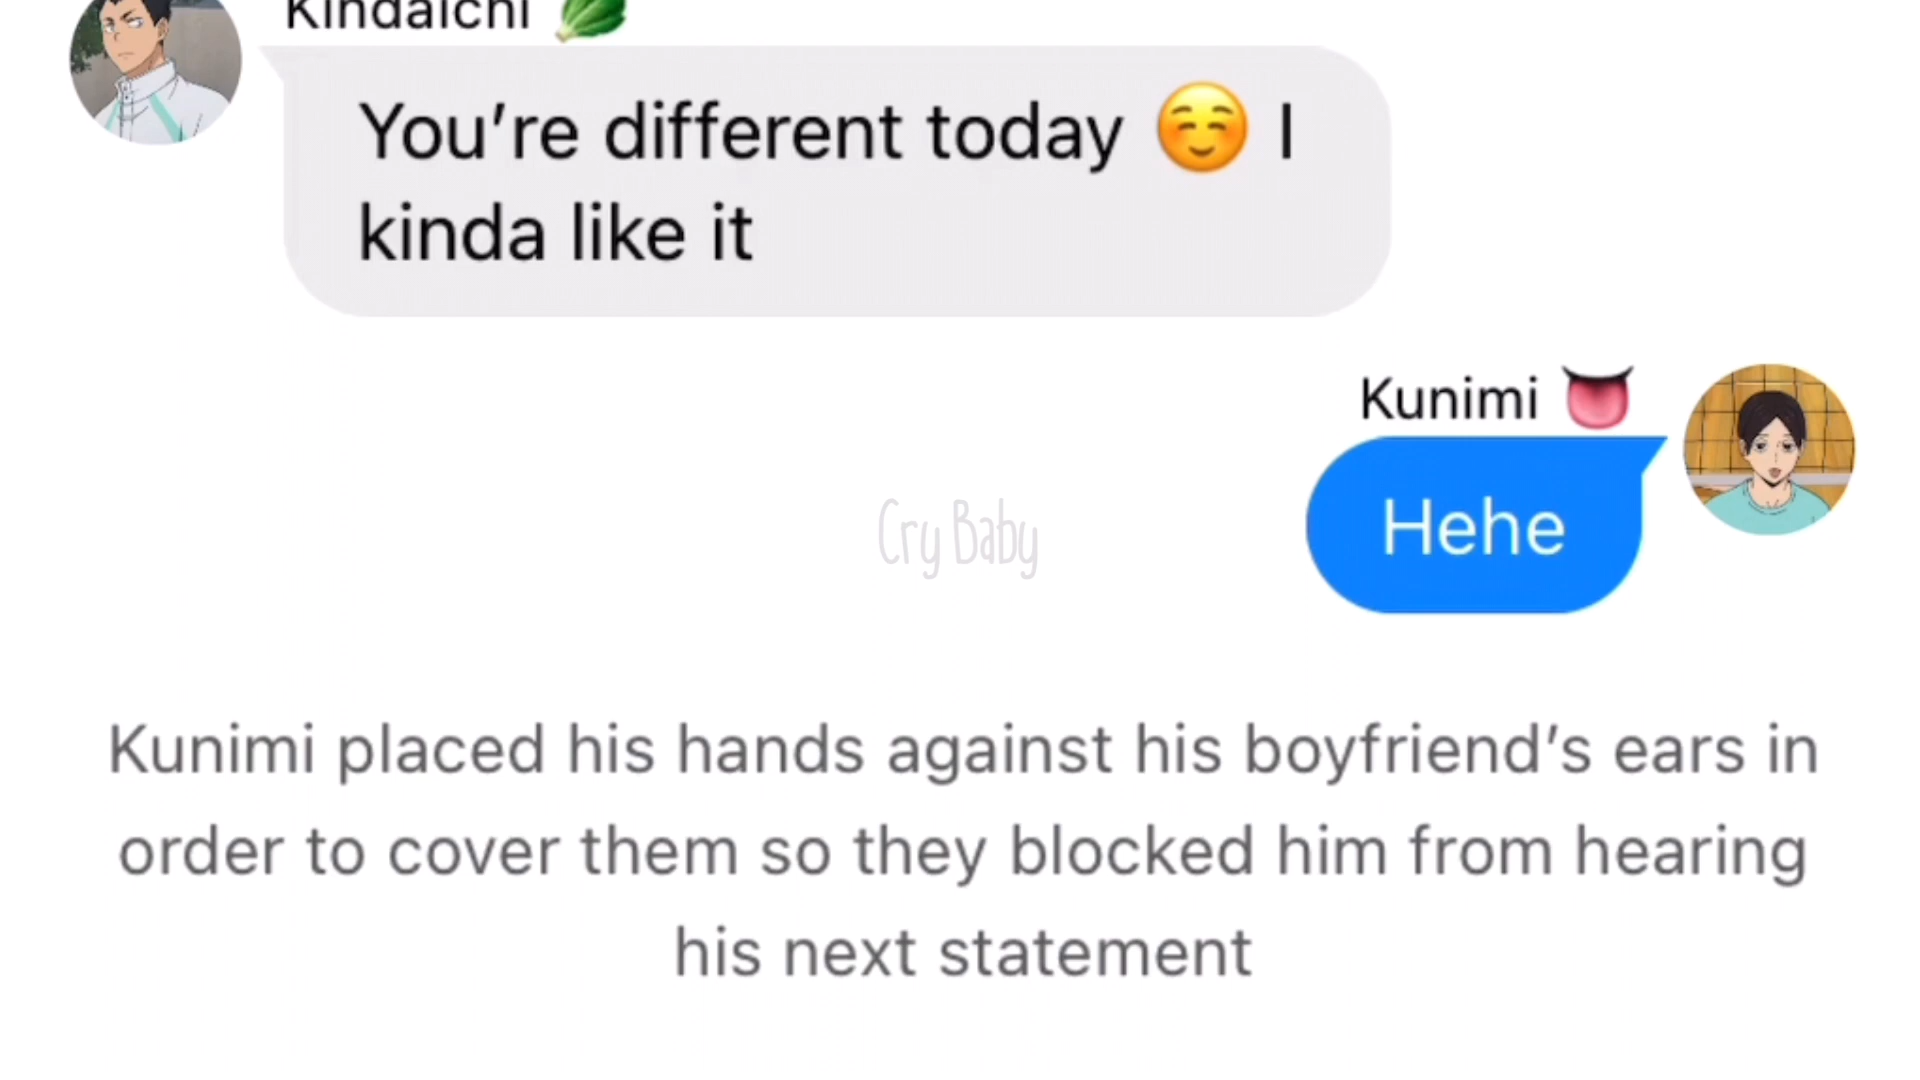 Kindaichi 🥬
You’re different today ☺️ I
kinda like it
Kunimi 👅
Hehe
Cry Baby
Kunimi placed his hands against his boyfriend’s ears in
order to cover them so they blocked him from hearing
his next statement